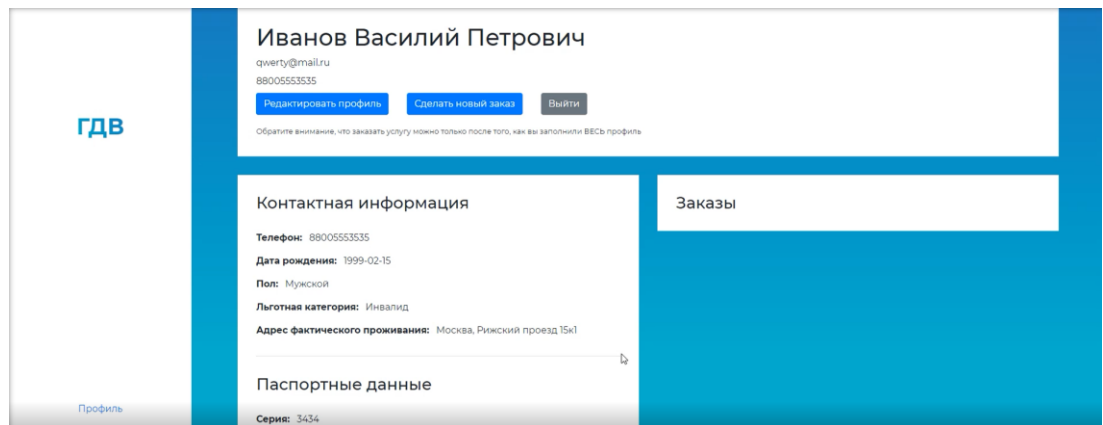 ГДВ
Профиль
Иванов Василий Петрович
qwerty@mail.ru
88005553535
Редактировать профиль Сделать новый заказ Выйти
Обратите внимание, что заказать услугу можно только после того, как вы заполнили ВЕСЬ профиль
Контактная информация
Телефон: 88005553535
Дата рождения: 1999-02-15
Пол: Мужской
Льготная категория: Инвалид
Адрес фактического проживания: Москва, Рижский проезд 15к1
Паспортные данные
Серия: 3434
Заказы